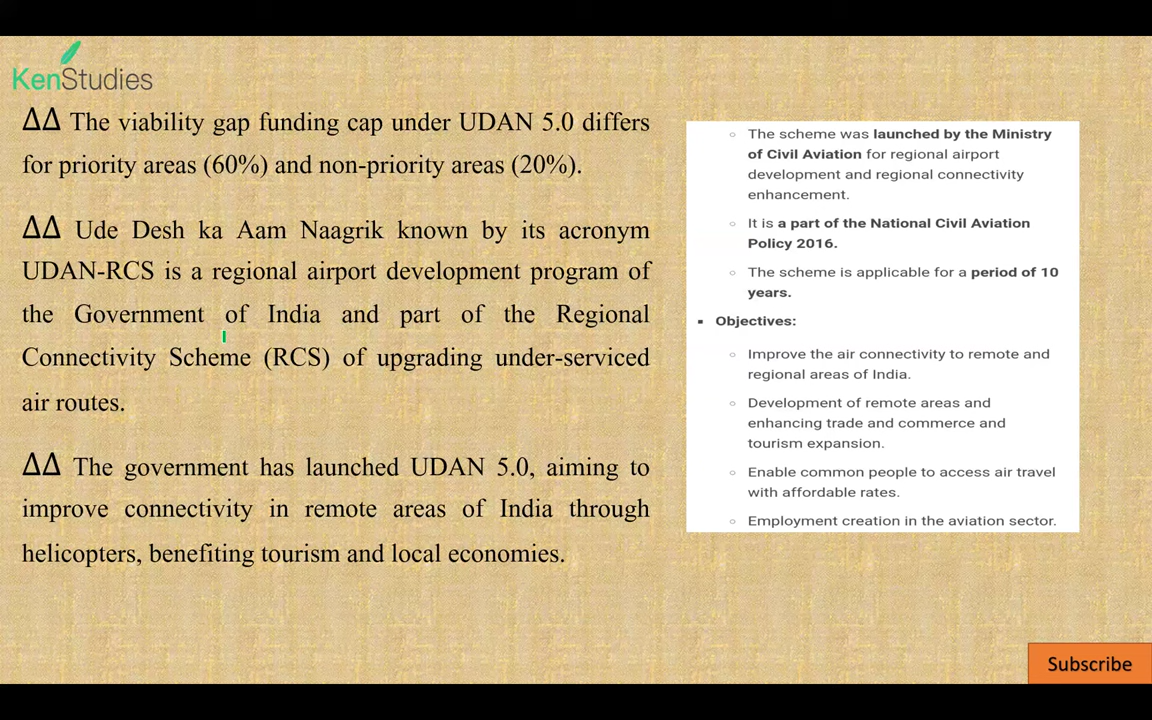 KenStudies
ΔΔ The viability gap funding cap under UDAN 5.0 differs
for priority areas (60%) and non-priority areas (20%).
ΔΔ Ude Desh ka Aam Naagrik known by its acronym
UDAN-RCS is a regional airport development program of
the Government of India and part of the Regional
Connectivity Scheme (RCS) of upgrading under-serviced
air routes.
ΔΔ The government has launched UDAN 5.0, aiming to
improve connectivity in remote areas of India through
helicopters, benefiting tourism and local economies.
The scheme was launched by the Ministry
of Civil Aviation for regional airport
development and regional connectivity
enhancement.
It is a part of the National Civil Aviation
Policy 2016.
The scheme is applicable for a period of 10
years.
Objectives:
Improve the air connectivity to remote and
regional areas of India.
Development of remote areas and
enhancing trade and commerce and
tourism expansion.
Enable common people to access air travel
with affordable rates.
Employment creation in the aviation sector.
Subscribe